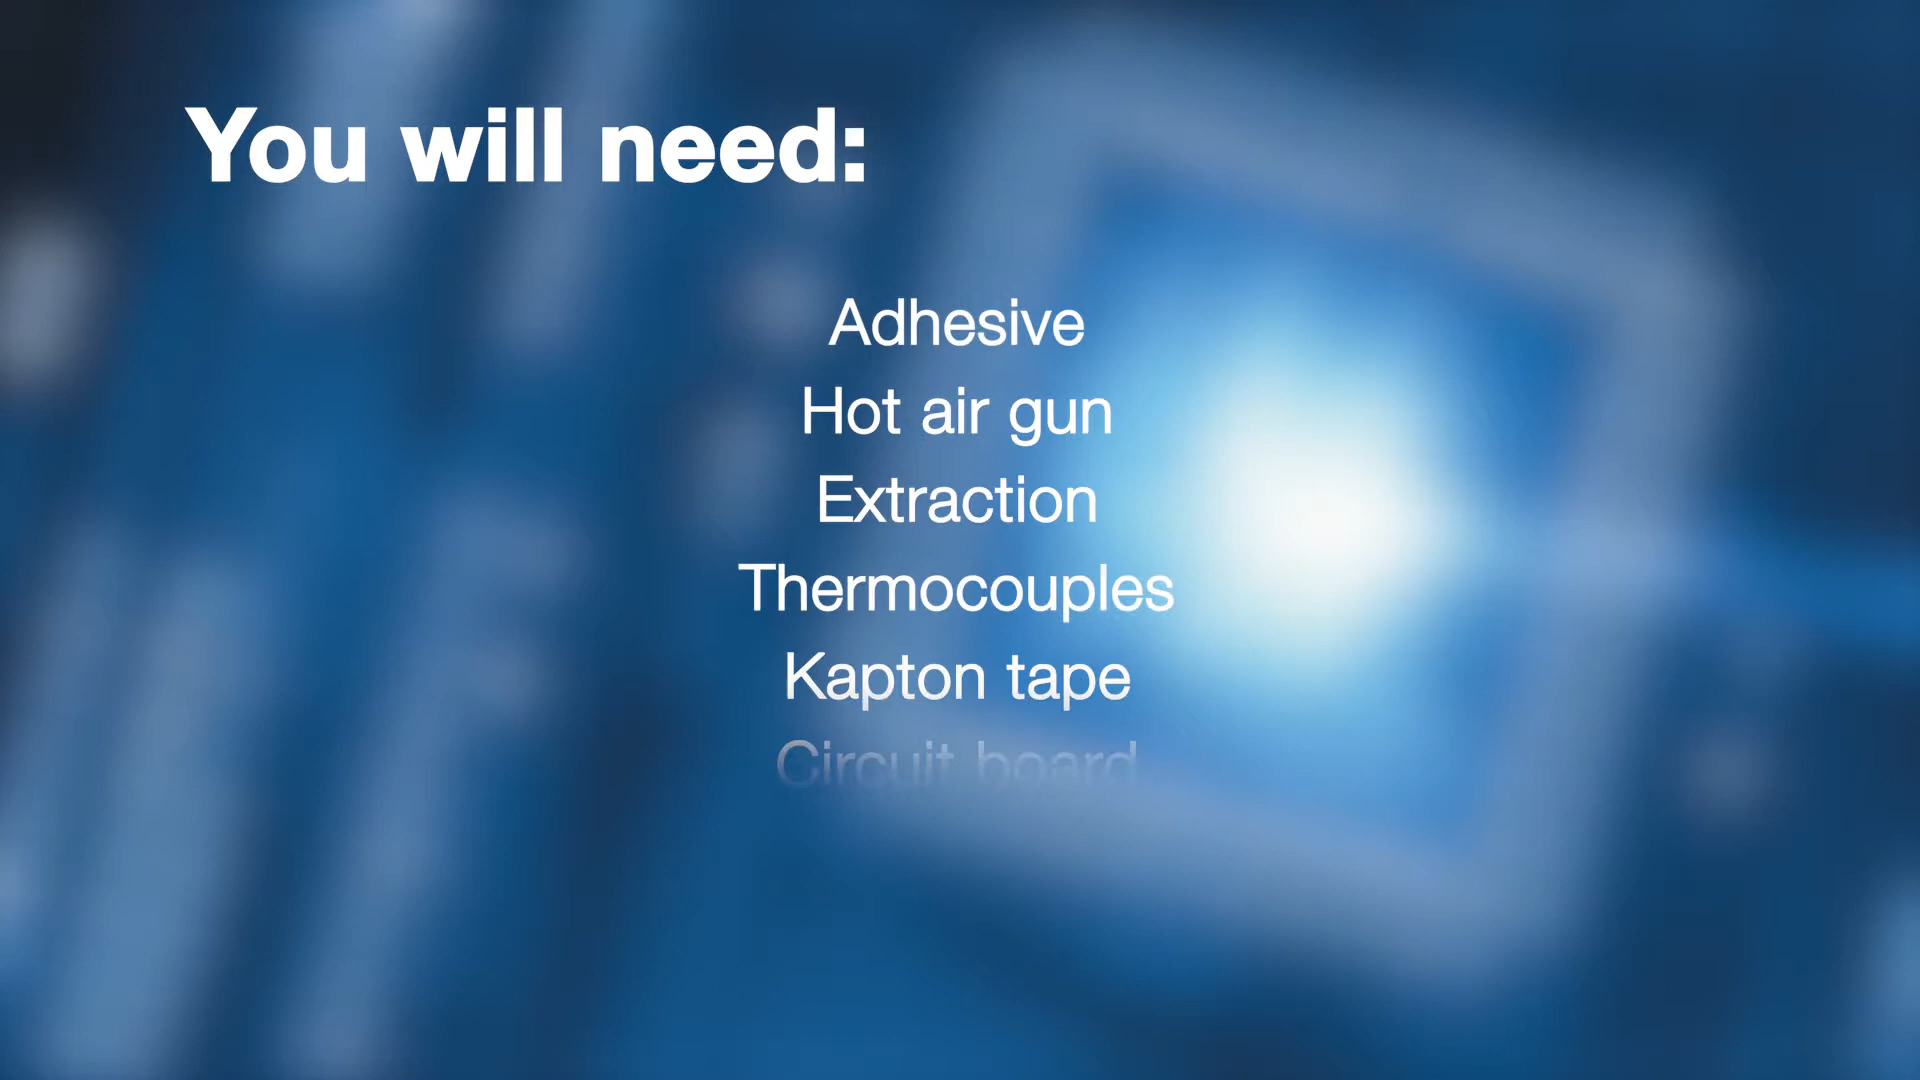 You will need:
Adhesive
Hot air gun
Extraction
Thermocouples
Kapton tape
Circuit board